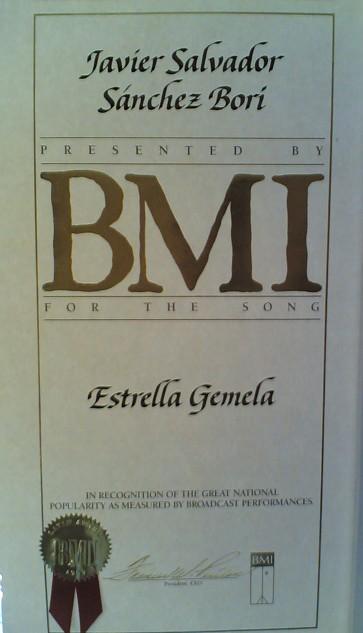 Javier Salvador
Sánchez Bori
PRESENTED BY
BMI
FOR THE SONG
Estrella Gemela
IN RECOGNITION OF THE GREAT NATIONAL
POPULARITY AS MEASURED BY BROADCAST PERFORMANCES.
BMI
President, CEO
BMI